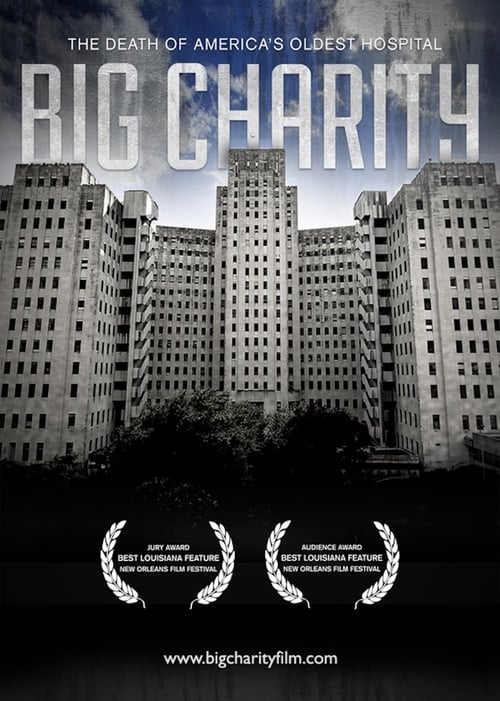 THE DEATH OF AMERICA'S OLDEST HOSPITAL
BIG CHARITY
JURY AWARD
BEST LOUISIANA FEATURE
NEW ORLEANS FILM FESTIVAL
AUDIENCE AWARD
BEST LOUISIANA FEATURE
NEW ORLEANS FILM FESTIVAL
www.bigcharityfilm.com